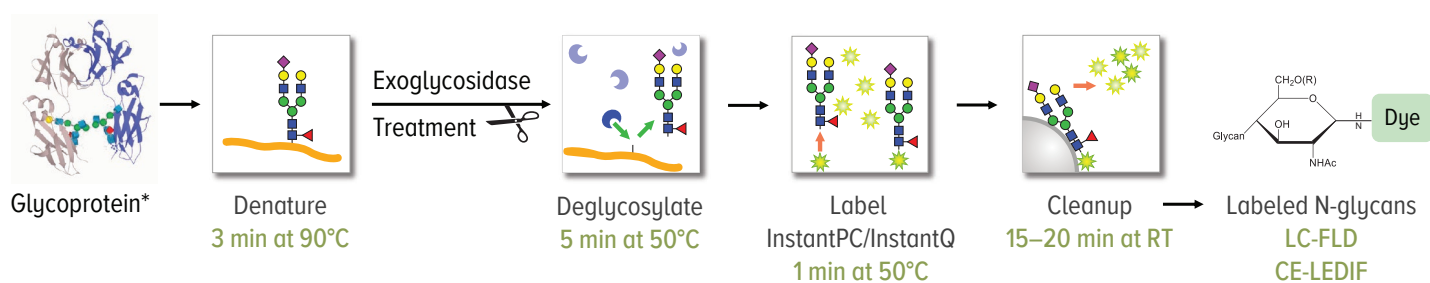 Glycoprotein*
Denature
3 min at 90°C
Exoglycosidase
Treatment
Deglycosylate
5 min at 50°C
Label
InstantPC/InstantQ
1 min at 50°C
Cleanup
15–20 min at RT
CH₂O(R)
O
OH
Glycan
H
N
NHAc
Dye
Labeled N-glycans
LC-FLD
CE-LEDIF